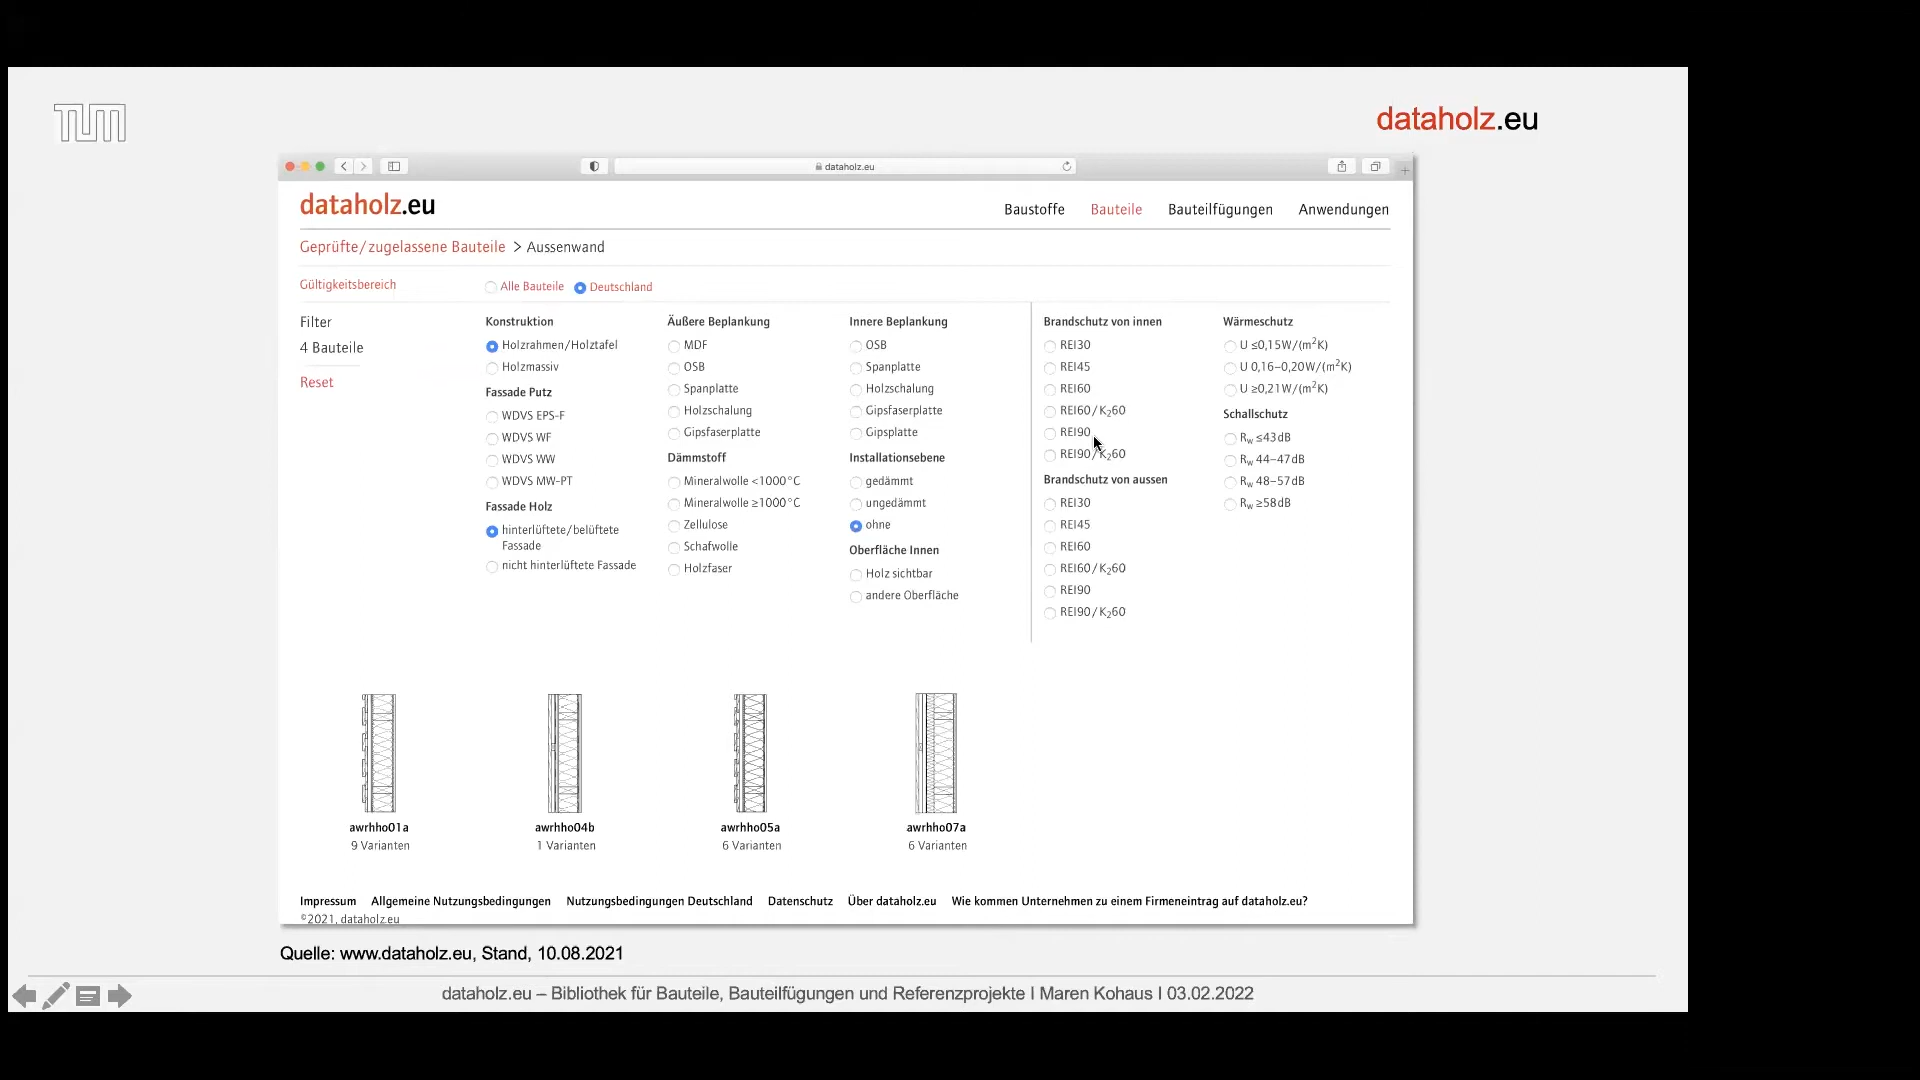 TUM
dataholz.eu
dataholz.eu
dataholz.eu
Baustoffe Bauteile Bauteilfügungen Anwendungen
Geprüfte/zugelassene Bauteile > Aussenwand
Gültigkeitsbereich
Alle Bauteile Deutschland
Filter
4 Bauteile
Reset
Konstruktion
Holzrahmen/Holztafel
Holzmassiv
Fassade Putz
WDVS EPS-F
WDVS WF
WDVS WW
WDVS MW-PT
Fassade Holz
hinterlüftete/belüftete
Fassade
nicht hinterlüftete Fassade
Äußere Beplankung
MDF
OSB
Spanplatte
Holzschalung
Gipsfaserplatte
Dämmstoff
Mineralwolle <1000°C
Mineralwolle ≥1000°C
Zellulose
Schafwolle
Holzfaser
Innere Beplankung
OSB
Spanplatte
Holzschalung
Gipsfaserplatte
Gipsplatte
Installationsebene
gedämmt
ungedämmt
ohne
Oberfläche Innen
Holz sichtbar
andere Oberfläche
Brandschutz von innen
REI30
REI45
REI60
REI60/K₂60
REI90
REI90/K₂60
Brandschutz von aussen
REI30
REI45
REI60
REI60/K₂60
REI90
REI90/K₂60
Wärmeschutz
U ≤0,15W/(m²K)
U 0,16–0,20W/(m²K)
U ≥0,21W/(m²K)
Schallschutz
Rw ≤43dB
Rw 44–47dB
Rw 48–57dB
Rw ≥58dB
awrhho01a
9 Varianten
awrhho04b
1 Varianten
awrhho05a
6 Varianten
awrhho07a
6 Varianten
Impressum Allgemeine Nutzungsbedingungen Nutzungsbedingungen Deutschland Datenschutz Über dataholz.eu Wie kommen Unternehmen zu einem Firmeneintrag auf dataholz.eu?
©2021, dataholz.eu
Quelle: www.dataholz.eu, Stand, 10.08.2021
dataholz.eu – Bibliothek für Bauteile, Bauteilfügungen und Referenzprojekte I Maren Kohaus I 03.02.2022